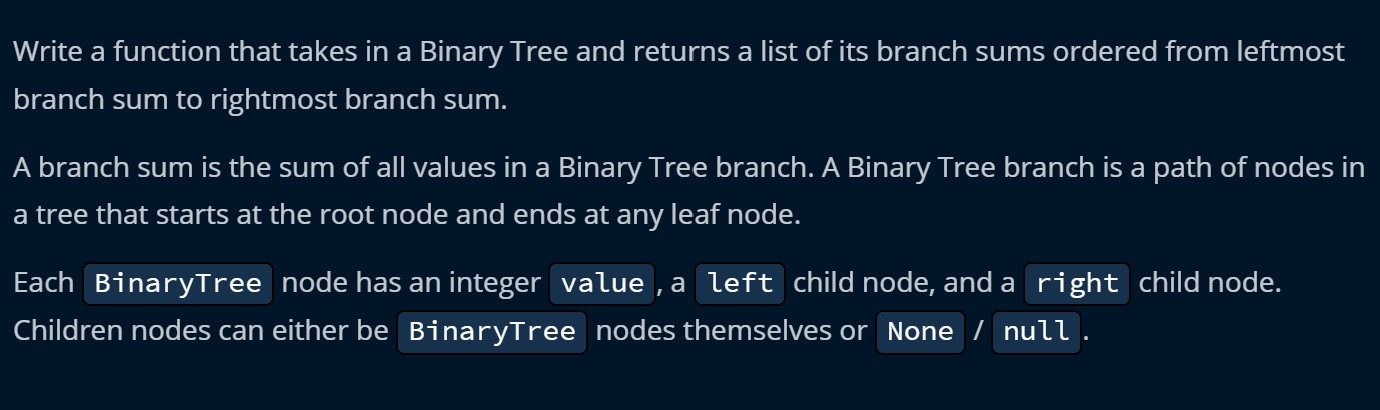 Write a function that takes in a Binary Tree and returns a list of its branch sums ordered from leftmost
branch sum to rightmost branch sum.
A branch sum is the sum of all values in a Binary Tree branch. A Binary Tree branch is a path of nodes in
a tree that starts at the root node and ends at any leaf node.
Each BinaryTree node has an integer value, a left child node, and a right child node.
Children nodes can either be BinaryTree nodes themselves or None / null.